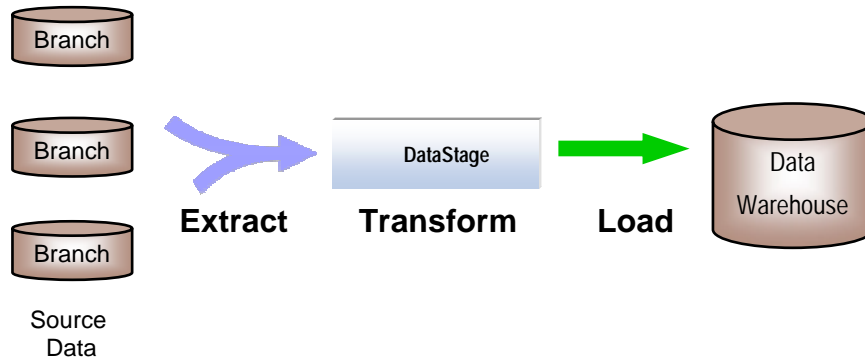 Branch
Branch
Branch
Source
Data
Extract
DataStage
Transform
Load
Data
Warehouse